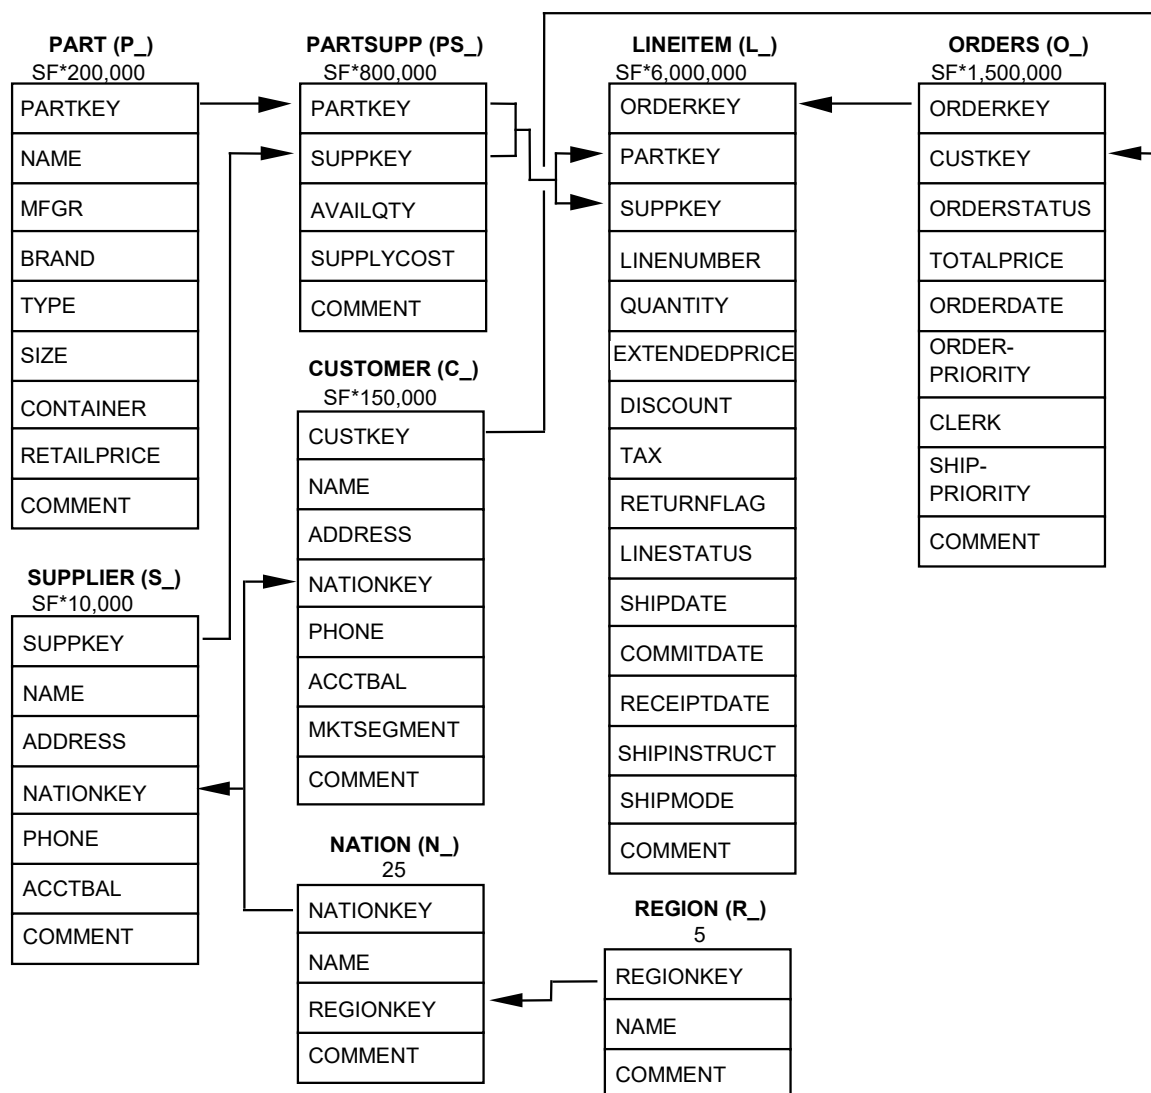 PART (P_)
SF*200,000
PARTKEY
NAME
MFGR
BRAND
TYPE
SIZE
CONTAINER
RETAILPRICE
COMMENT
SUPPLIER (S_)
SF*10,000
SUPPKEY
NAME
ADDRESS
NATIONKEY
PHONE
ACCTBAL
COMMENT
PARTSUPP (PS_)
SF*800,000
PARTKEY
SUPPKEY
AVAILQTY
SUPPLYCOST
COMMENT
CUSTOMER (C_)
SF*150,000
CUSTKEY
NAME
ADDRESS
NATIONKEY
PHONE
ACCTBAL
MKTSEGMENT
COMMENT
NATION (N_)
25
NATIONKEY
NAME
REGIONKEY
COMMENT
LINEITEM (L_)
SF*6,000,000
ORDERKEY
PARTKEY
SUPPKEY
LINENUMBER
QUANTITY
EXTENDEDPRICE
DISCOUNT
TAX
RETURNFLAG
LINESTATUS
SHIPDATE
COMMITDATE
RECEIPTDATE
SHIPINSTRUCT
SHIPMODE
COMMENT
REGION (R_)
5
REGIONKEY
NAME
COMMENT
ORDERS (O_)
SF*1,500,000
ORDERKEY
CUSTKEY
ORDERSTATUS
TOTALPRICE
ORDERDATE
ORDER-
PRIORITY
CLERK
SHIP-
PRIORITY
COMMENT